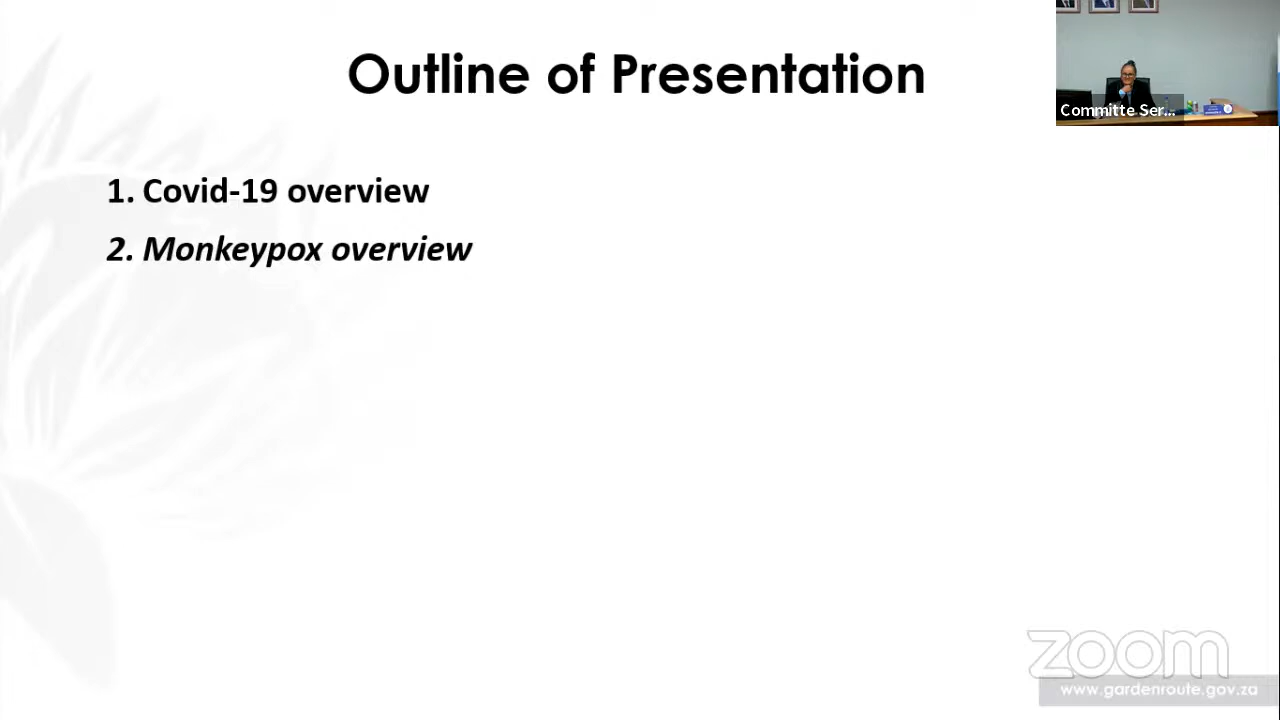 Outline of Presentation
Committe Ser...
1. Covid-19 overview
2. Monkeypox overview
zoom
www.gardenroute.gov.za